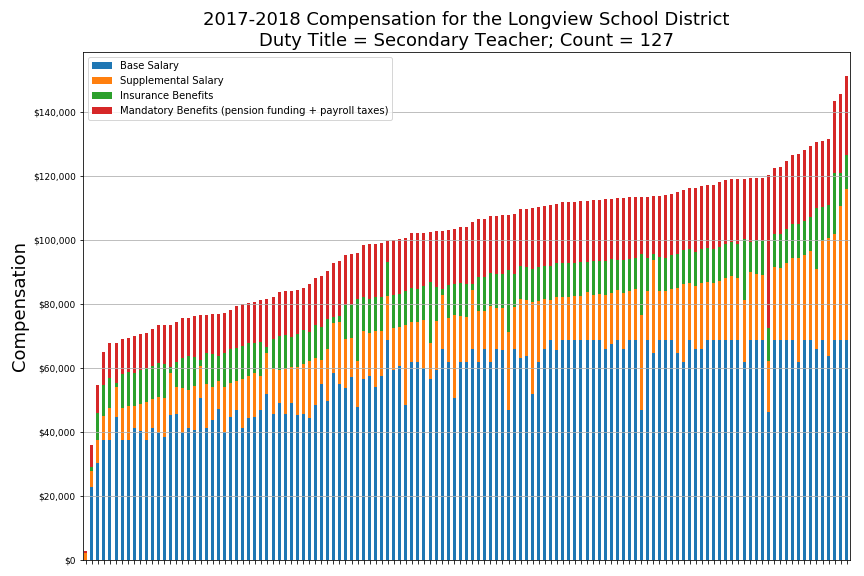 2017-2018 Compensation for the Longview School District
Duty Title = Secondary Teacher; Count = 127
Base Salary
Supplemental Salary
Insurance Benefits
Mandatory Benefits (pension funding + payroll taxes)
$140,000
$120,000
$100,000
$80,000
$60,000
$40,000
$20,000
$0
Compensation